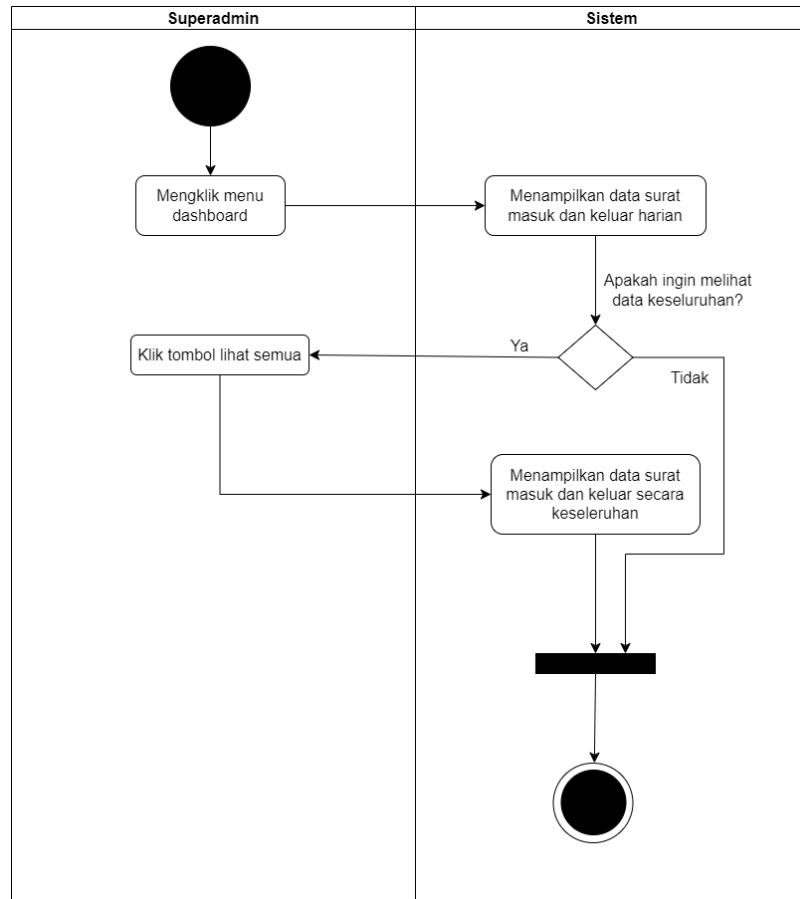 Superadmin
Sistem
Mengklik menu
dashboard
Menampilkan data surat
masuk dan keluar harian
Apakah ingin melihat
data keseluruhan?
Ya
Klik tombol lihat semua
Tidak
Menampilkan data surat
masuk dan keluar secara
keseleruhan